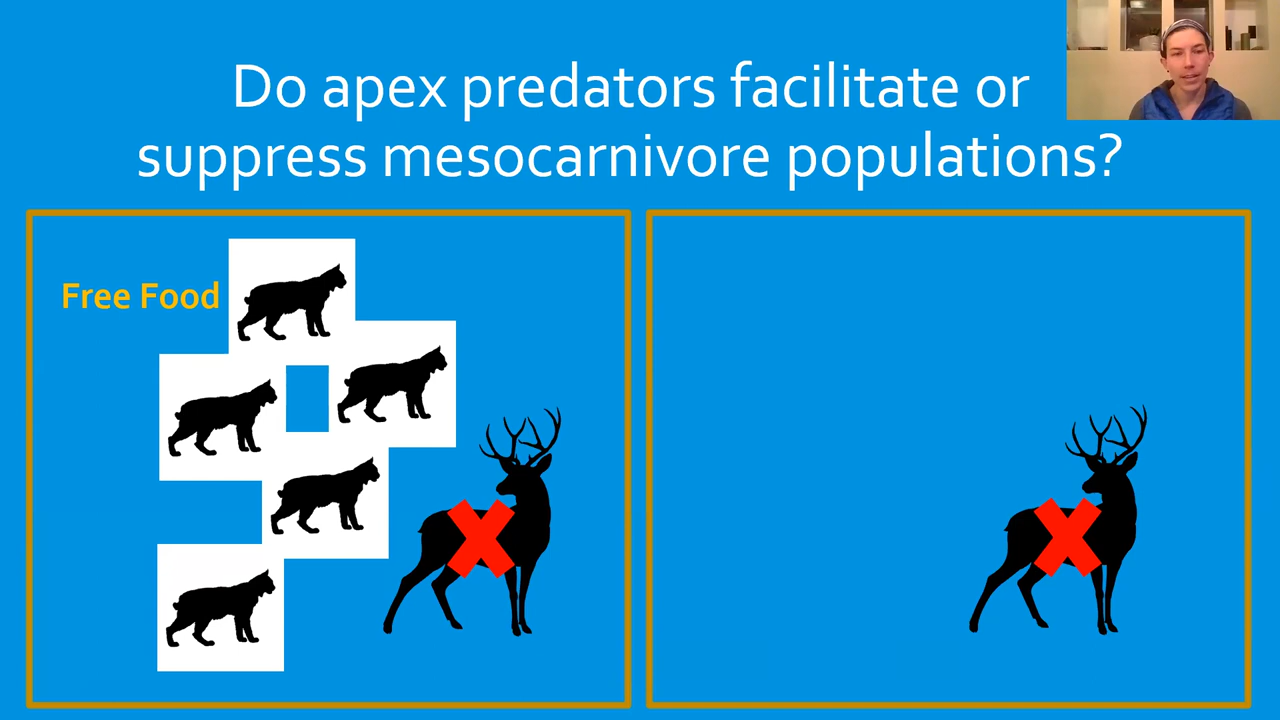 Do apex predators facilitate or
suppress mesocarnivore populations?
Free Food